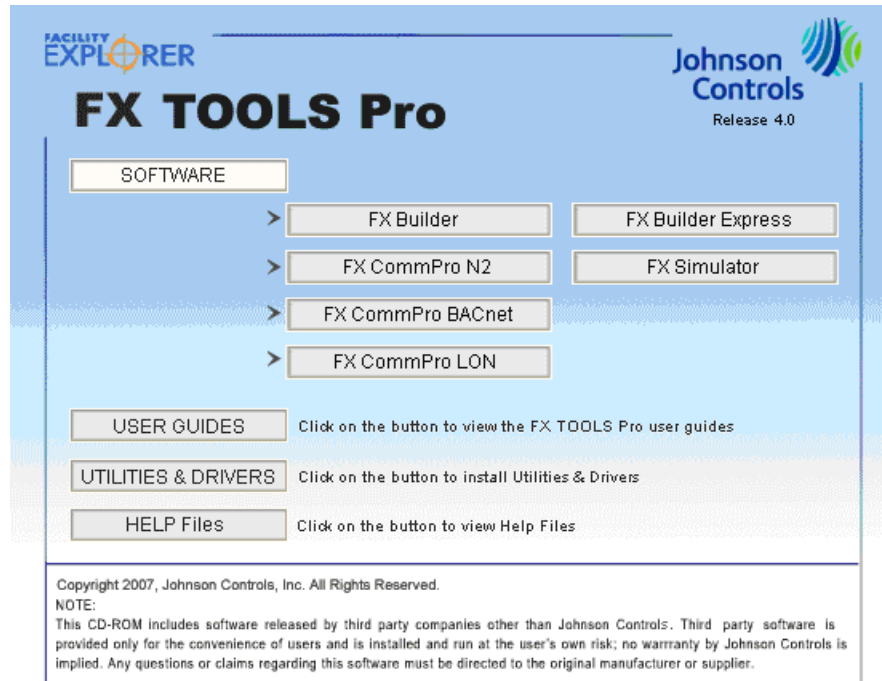 FACILITY
EXPLORER
Johnson
Controls
FX TOOLS Pro
Release 4.0
SOFTWARE
FX Builder
FX Builder Express
FX CommPro N2
FX Simulator
FX CommPro BACnet
FX CommPro LON
USER GUIDES
Click on the button to view the FX TOOLS Pro user guides
UTILITIES & DRIVERS
Click on the button to install Utilities & Drivers
HELP Files
Click on the button to view Help Files
Copyright 2007, Johnson Controls, Inc. All Rights Reserved.
NOTE:
This CD-ROM includes software released by third party companies other than Johnson Controls. Third party software is
provided only for the convenience of users and is installed and run at the user's own risk; no warrranty by Johnson Controls is
implied. Any questions or claims regarding this software must be directed to the original manufacturer or supplier.